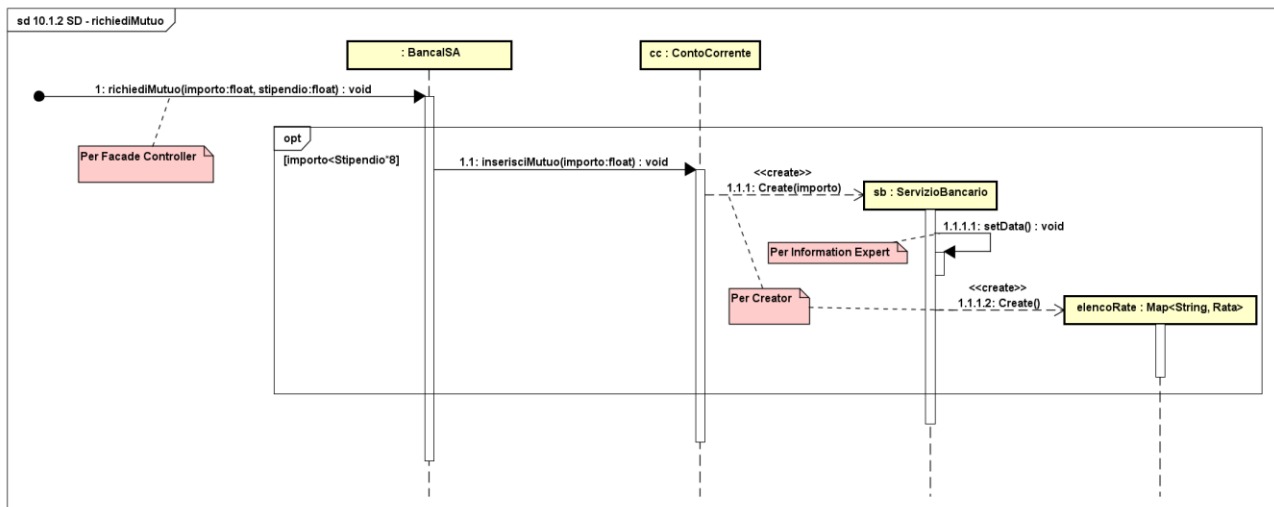 sd 10.1.2 SD - richiediMutuo
: BancaISA
cc : ContoCorrente
1: richiediMutuo(importo:float, stipendio:float) : void
opt
Per Facade Controller
[importo<Stipendio*8]
1.1: inserisciMutuo(importo:float) : void
<<create>>
1.1.1: Create(importo)
sb : ServizioBancario
1.1.1.1: setData() : void
Per Information Expert
<<create>>
Per Creator
1.1.1.2: Create()
elencoRate : Map<String, Rata>